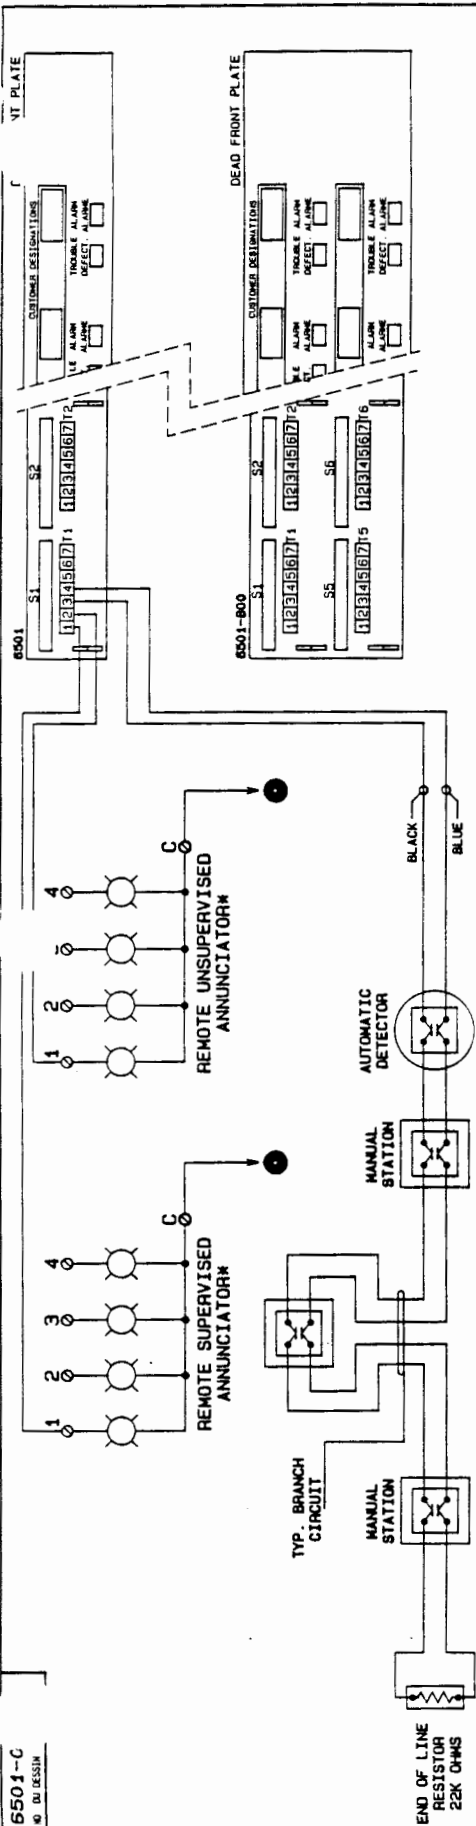 6501-C
NO DU DESSIN
NT PLATE
CUSTOMER DESIGNATIONS
ALARM
ALARME
TROUBLE ALARM
DEFECT. ALARME
LE
6501
S1
S2
1 2 3 4 5 6 7 T1
1 2 3 4 5 6 7 T2
DEAD FRONT PLATE
CUSTOMER DESIGNATIONS
LE
CT.
ALARM
ALARME
TROUBLE ALARM
DEFECT. ALARME
ALARM
ALARME
TROUBLE ALARM
DEFECT. ALARME
6501-800
S1
S2
1 2 3 4 5 6 7 T1
1 2 3 4 5 6 7 T2
S5
S6
1 2 3 4 5 6 7 T5
1 2 3 4 5 6 7 T6
1 2 3 4 C
REMOTE SUPERVISED
ANNUNCIATOR*
1 2 4 C
REMOTE UNSUPERVISED
ANNUNCIATOR*
TYP. BRANCH
CIRCUIT
MANUAL
STATION
MANUAL
STATION
AUTOMATIC
DETECTOR
BLACK
BLUE
END OF LINE
RESISTOR
22K OHMS